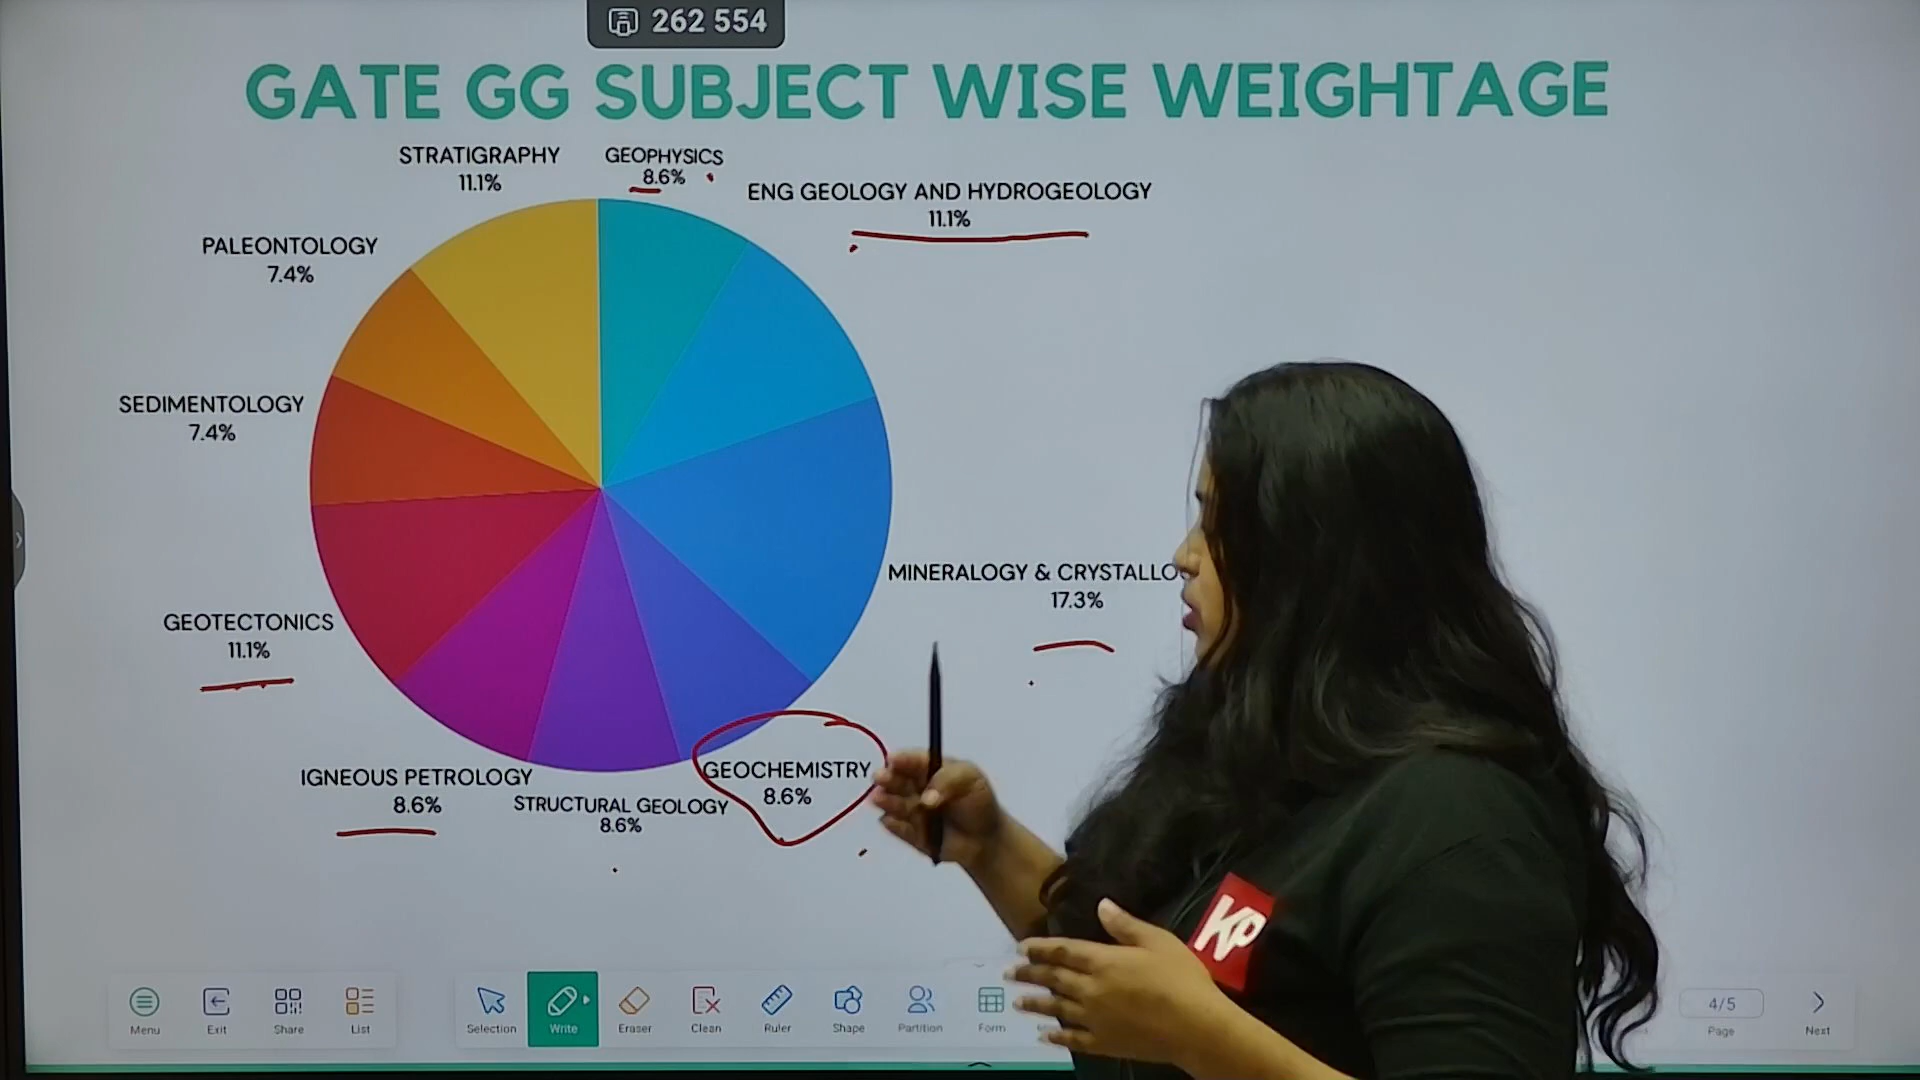 262 554
GATE GG SUBJECT WISE WEIGHTAGE
STRATIGRAPHY
11.1%
GEOPHYSICS
8.6%
ENG GEOLOGY AND HYDROGEOLOGY
11.1%
PALEONTOLOGY
7.4%
SEDIMENTOLOGY
7.4%
MINERALOGY & CRYSTALLO
17.3%
GEOTECTONICS
11.1%
IGNEOUS PETROLOGY
8.6%
STRUCTURAL GEOLOGY
8.6%
GEOCHEMISTRY
8.6%
KP
Menu
Exit
Share
List
Selection
Write
Eraser
Clean
Ruler
Shape
Partition
Form
4/5
Page
Next